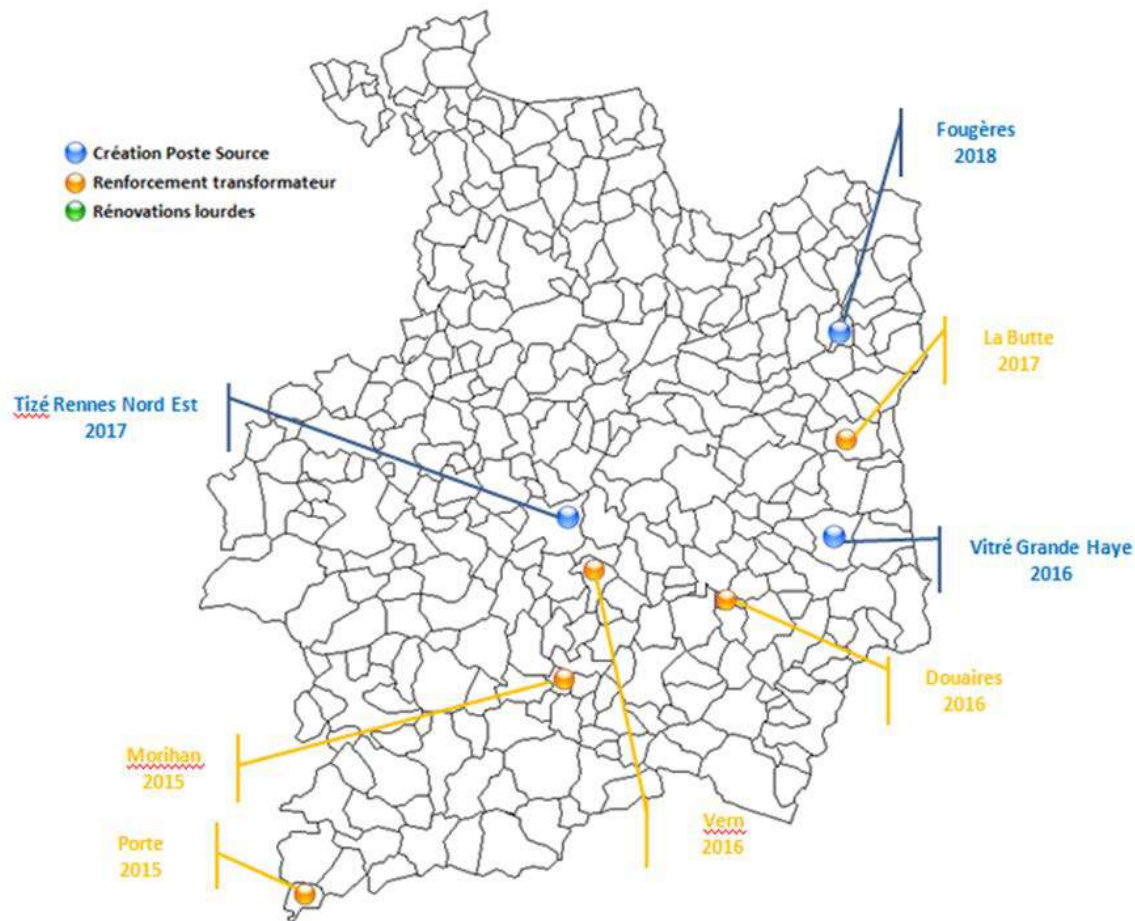 Fougères
2018
Création Poste Source
Renforcement transformateur
Rénovations lourdes
La Butte
2017
Tizé Rennes Nord Est
2017
Vitré Grande Haye
2016
Douaires
2016
Morihan
2015
Vern
2016
Porte
2015